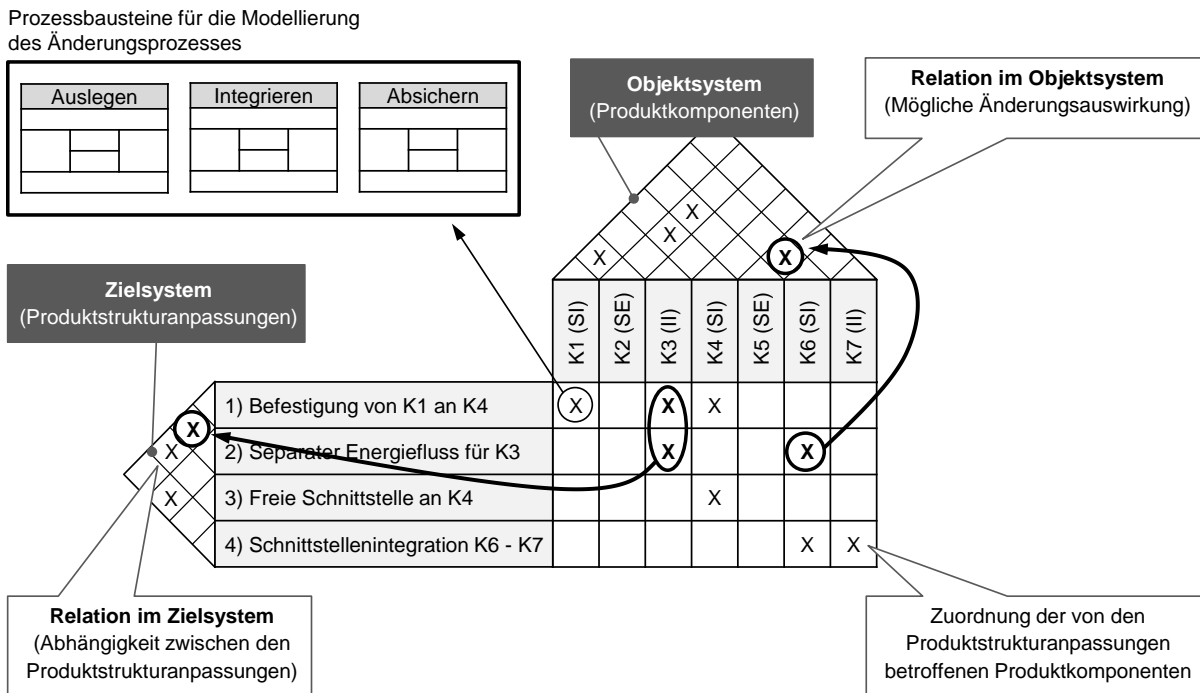 Prozessbausteine für die Modellierung
des Änderungsprozesses
Auslegen
Integrieren
Absichern
Objektsystem
(Produktkomponenten)
Relation im Objektsystem
(Mögliche Änderungsauswirkung)
X
X
X
X
Zielsystem
(Produktstrukturanpassungen)
K1 (SI)
K2 (SE)
K3 (II)
K4 (SI)
K5 (SE)
K6 (SI)
K7 (II)
1) Befestigung von K1 an K4
X
X
X
X
X
2) Separater Energiefluss für K3
X
X
X
3) Freie Schnittstelle an K4
X
4) Schnittstellenintegration K6 - K7
X
X
Relation im Zielsystem
(Abhängigkeit zwischen den
Produktstrukturanpassungen)
Zuordnung der von den
Produktstrukturanpassungen
betroffenen Produktkomponenten